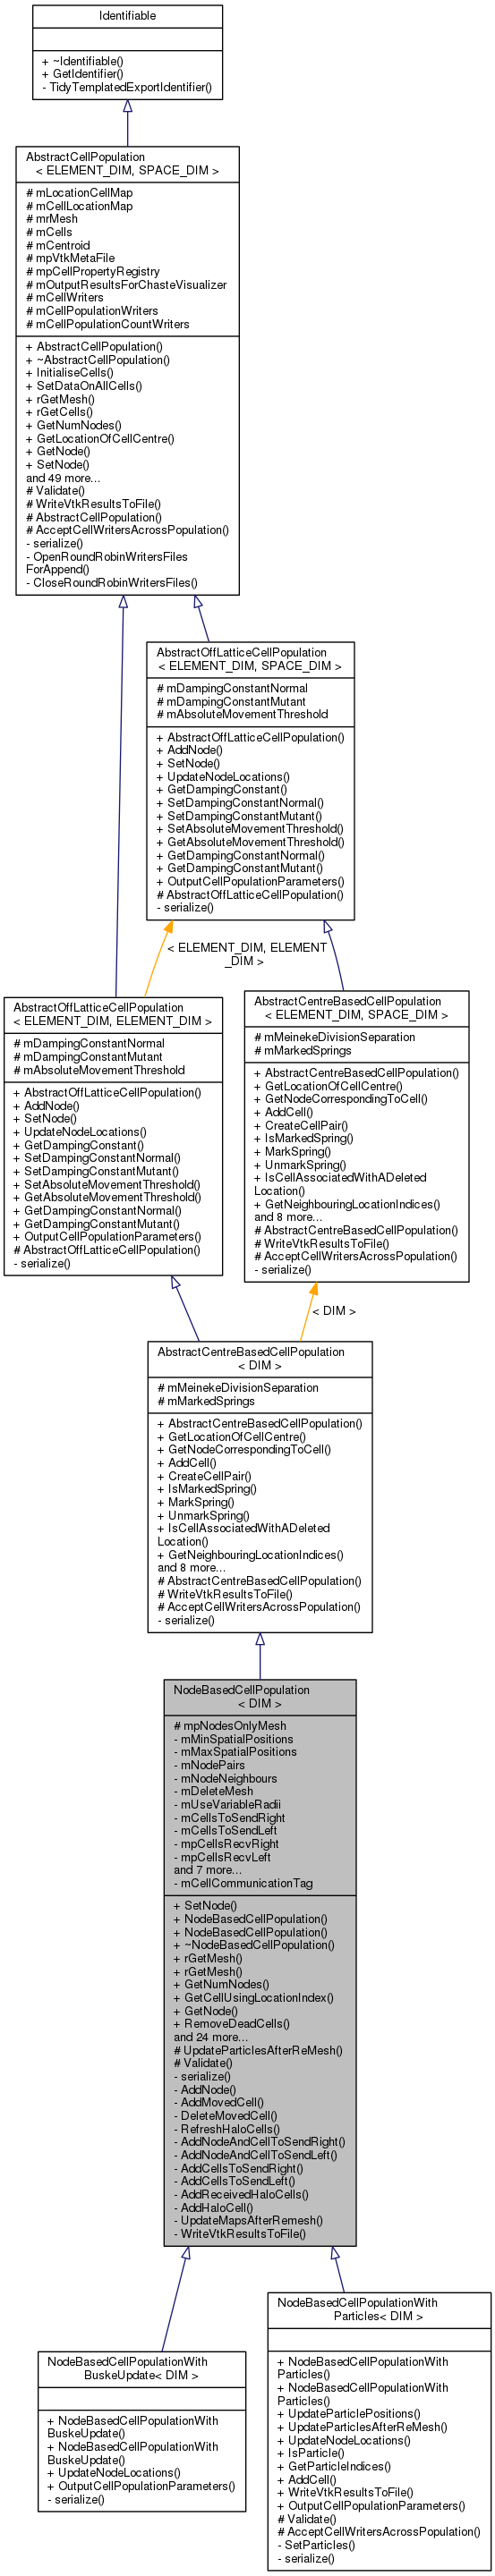 Identifiable
+ ~Identifiable()
+ GetIdentifier()
- TidyTemplatedExportIdentifier()
AbstractCellPopulation
< ELEMENT_DIM, SPACE_DIM >
# mLocationCellMap
# mCellLocationMap
# mrMesh
# mCells
# mCentroid
# mpVtkMetaFile
# mpCellPropertyRegistry
# mOutputResultsForChasteVisualizer
# mCellWriters
# mCellPopulationWriters
# mCellPopulationCountWriters
+ AbstractCellPopulation()
+ ~AbstractCellPopulation()
+ InitialiseCells()
+ SetDataOnAllCells()
+ rGetMesh()
+ rGetCells()
+ GetNumNodes()
+ GetLocationOfCellCentre()
+ GetNode()
+ SetNode()
and 49 more...
# Validate()
# WriteVtkResultsToFile()
# AbstractCellPopulation()
# AcceptCellWritersAcrossPopulation()
- serialize()
- OpenRoundRobinWritersFiles
ForAppend()
- CloseRoundRobinWritersFiles()
AbstractOffLatticeCellPopulation
< ELEMENT_DIM, SPACE_DIM >
# mDampingConstantNormal
# mDampingConstantMutant
# mAbsoluteMovementThreshold
+ AbstractOffLatticeCellPopulation()
+ AddNode()
+ SetNode()
+ UpdateNodeLocations()
+ GetDampingConstant()
+ SetDampingConstantNormal()
+ SetDampingConstantMutant()
+ SetAbsoluteMovementThreshold()
+ GetAbsoluteMovementThreshold()
+ GetDampingConstantNormal()
+ GetDampingConstantMutant()
+ OutputCellPopulationParameters()
# AbstractOffLatticeCellPopulation()
- serialize()
< ELEMENT_DIM, ELEMENT
_DIM >
AbstractOffLatticeCellPopulation
< ELEMENT_DIM, ELEMENT_DIM >
# mDampingConstantNormal
# mDampingConstantMutant
# mAbsoluteMovementThreshold
+ AbstractOffLatticeCellPopulation()
+ AddNode()
+ SetNode()
+ UpdateNodeLocations()
+ GetDampingConstant()
+ SetDampingConstantNormal()
+ SetDampingConstantMutant()
+ SetAbsoluteMovementThreshold()
+ GetAbsoluteMovementThreshold()
+ GetDampingConstantNormal()
+ GetDampingConstantMutant()
+ OutputCellPopulationParameters()
# AbstractOffLatticeCellPopulation()
- serialize()
AbstractCentreBasedCellPopulation
< ELEMENT_DIM, SPACE_DIM >
# mMeinekeDivisionSeparation
# mMarkedSprings
+ AbstractCentreBasedCellPopulation()
+ GetLocationOfCellCentre()
+ GetNodeCorrespondingToCell()
+ AddCell()
+ CreateCellPair()
+ IsMarkedSpring()
+ MarkSpring()
+ UnmarkSpring()
+ IsCellAssociatedWithADeleted
Location()
+ GetNeighbouringLocationIndices()
and 8 more...
# AbstractCentreBasedCellPopulation()
# WriteVtkResultsToFile()
# AcceptCellWritersAcrossPopulation()
- serialize()
< DIM >
AbstractCentreBasedCellPopulation
< DIM >
# mMeinekeDivisionSeparation
# mMarkedSprings
+ AbstractCentreBasedCellPopulation()
+ GetLocationOfCellCentre()
+ GetNodeCorrespondingToCell()
+ AddCell()
+ CreateCellPair()
+ IsMarkedSpring()
+ MarkSpring()
+ UnmarkSpring()
+ IsCellAssociatedWithADeleted
Location()
+ GetNeighbouringLocationIndices()
and 8 more...
# AbstractCentreBasedCellPopulation()
# WriteVtkResultsToFile()
# AcceptCellWritersAcrossPopulation()
- serialize()
NodeBasedCellPopulation
< DIM >
# mpNodesOnlyMesh
- mMinSpatialPositions
- mMaxSpatialPositions
- mNodePairs
- mNodeNeighbours
- mDeleteMesh
- mUseVariableRadii
- mCellsToSendRight
- mCellsToSendLeft
- mpCellsRecvRight
- mpCellsRecvLeft
and 7 more...
- mCellCommunicationTag
+ SetNode()
+ NodeBasedCellPopulation()
+ NodeBasedCellPopulation()
+ ~NodeBasedCellPopulation()
+ rGetMesh()
+ rGetMesh()
+ GetNumNodes()
+ GetCellUsingLocationIndex()
+ GetNode()
+ RemoveDeadCells()
and 24 more...
# UpdateParticlesAfterReMesh()
# Validate()
- serialize()
- AddNode()
- AddMovedCell()
- DeleteMovedCell()
- RefreshHaloCells()
- AddNodeAndCellToSendRight()
- AddNodeAndCellToSendLeft()
- AddCellsToSendRight()
- AddCellsToSendLeft()
- AddReceivedHaloCells()
- AddHaloCell()
- UpdateMapsAfterRemesh()
- WriteVtkResultsToFile()
NodeBasedCellPopulationWith
BuskeUpdate< DIM >
+ NodeBasedCellPopulationWith
BuskeUpdate()
+ NodeBasedCellPopulationWith
BuskeUpdate()
+ UpdateNodeLocations()
+ OutputCellPopulationParameters()
- serialize()
NodeBasedCellPopulationWith
Particles< DIM >
+ NodeBasedCellPopulationWith
Particles()
+ NodeBasedCellPopulationWith
Particles()
+ UpdateParticlePositions()
+ UpdateParticlesAfterReMesh()
+ UpdateNodeLocations()
+ IsParticle()
+ GetParticleIndices()
+ AddCell()
+ WriteVtkResultsToFile()
+ OutputCellPopulationParameters()
# Validate()
# AcceptCellWritersAcrossPopulation()
- SetParticles()
- serialize()